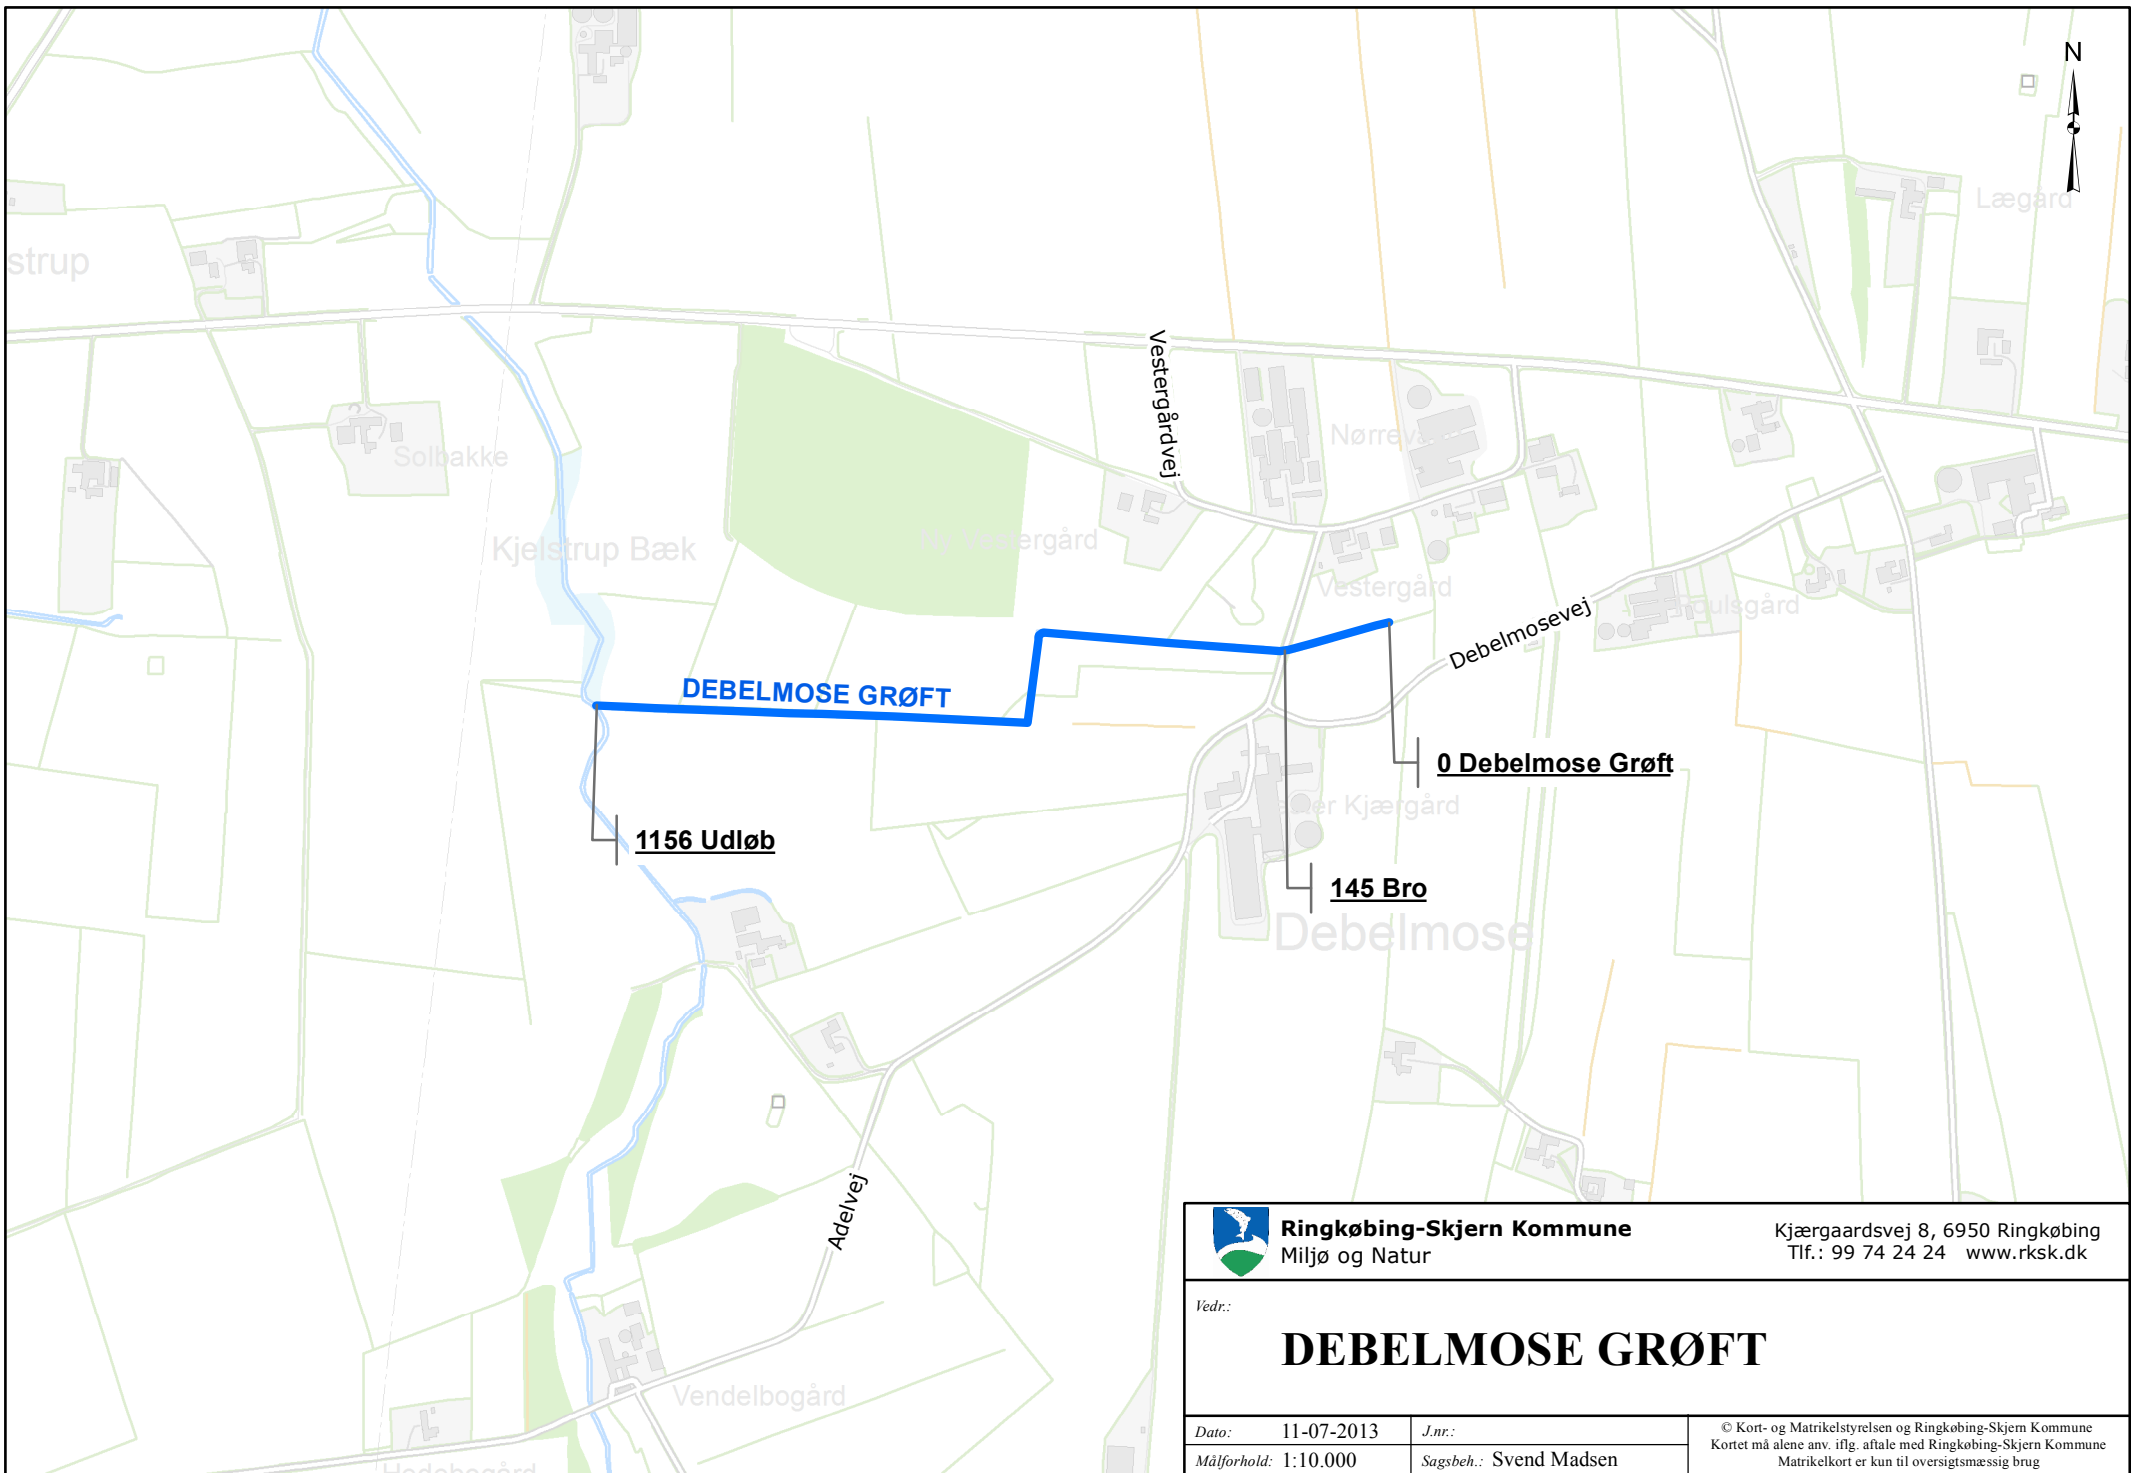 N
Lægård
strup
Vestergårdvej
Solbakke
Kjelstrup Bæk
Ny Vestergård
Vestergård
Debelmosevej
DEBELMOSE GRØFT
0 Debelmose Grøft
Kjærgård
1156 Udløb
145 Bro
Debelmose
Adelvej
Vendelbogård
Ringkøbing-Skjern Kommune
Miljø og Natur
Kjærgaardsvej 8, 6950 Ringkøbing
Tlf.: 99 74 24 24 www.rksk.dk
Vedr.:
DEBELMOSE GRØFT
Dato: 11-07-2013
J.nr.:
Målforhold: 1:10.000
Sagsbeh.: Svend Madsen
© Kort- og Matrikelstyrelsen og Ringkøbing-Skjern Kommune
Kortet må alene anv. iflg. aftale med Ringkøbing-Skjern Kommune
Matrikelkort er kun til oversigtsmæssig brug